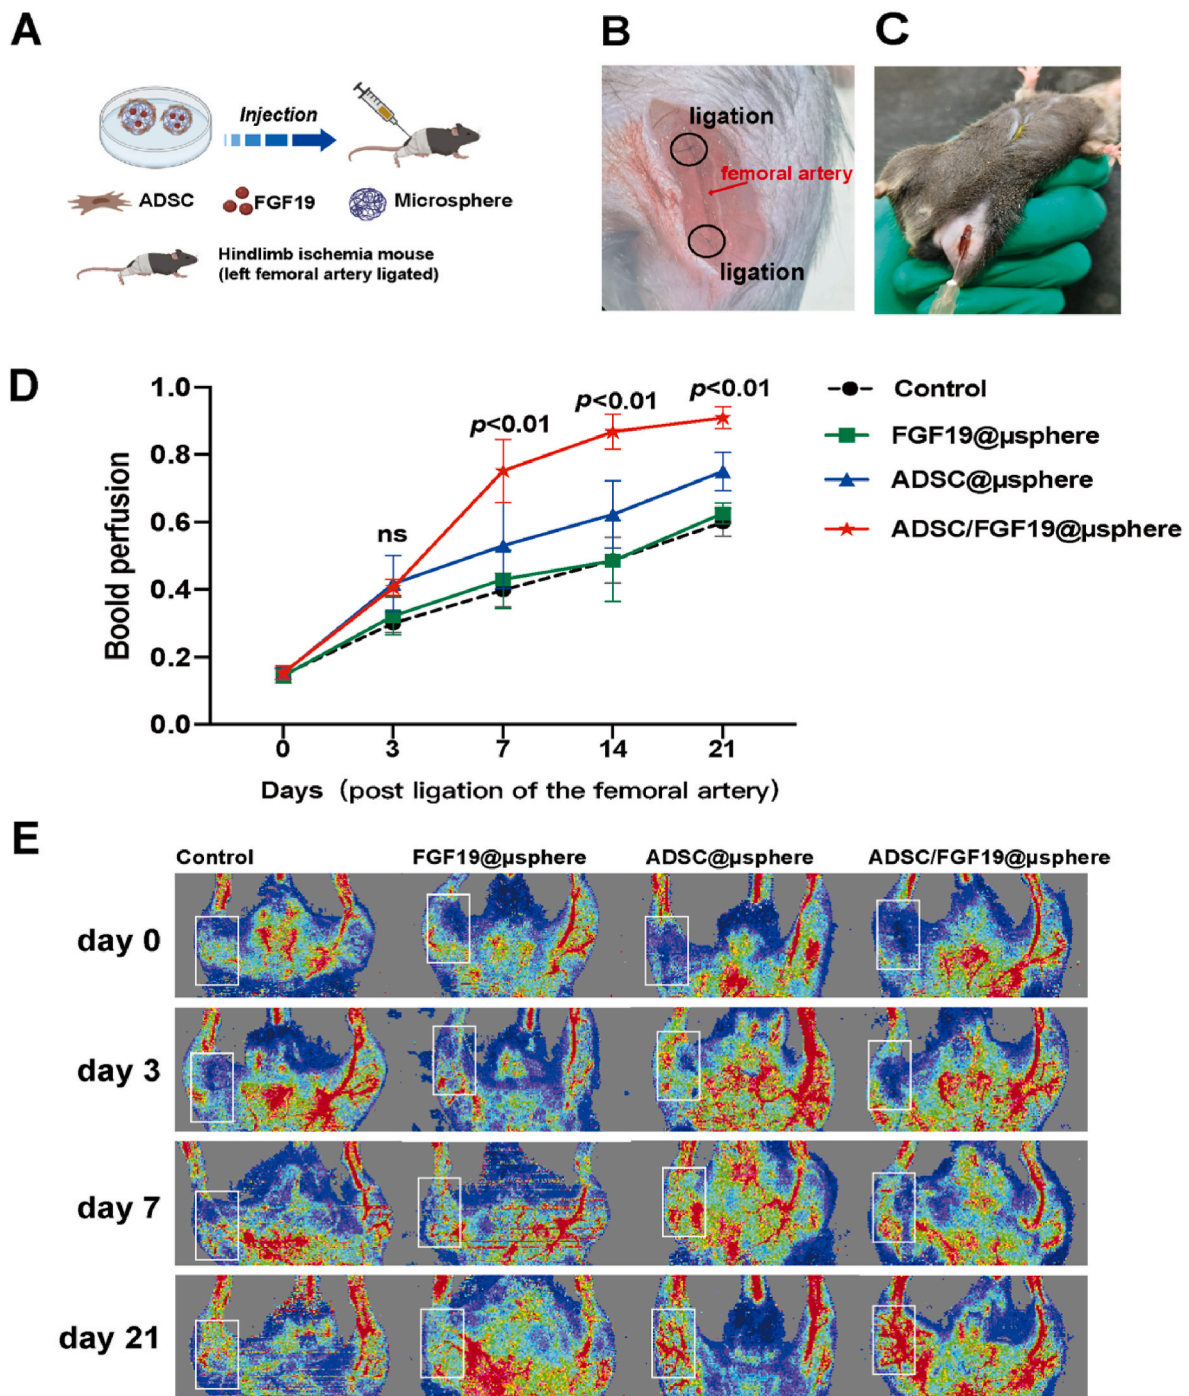 A
B
C
Injection
ADSC
FGF19
Microsphere
Hindlimb ischemia mouse
(left femoral artery ligated)
ligation
femoral artery
ligation
D
Boold perfusion
1.0
0.8
0.6
0.4
0.2
0.0
ns
p<0.01
p<0.01
p<0.01
0 3 7 14 21
Days (post ligation of the femoral artery)
Control
FGF19@µsphere
ADSC@µsphere
ADSC/FGF19@µsphere
E
Control FGF19@µsphere ADSC@µsphere ADSC/FGF19@µsphere
day 0
day 3
day 7
day 21